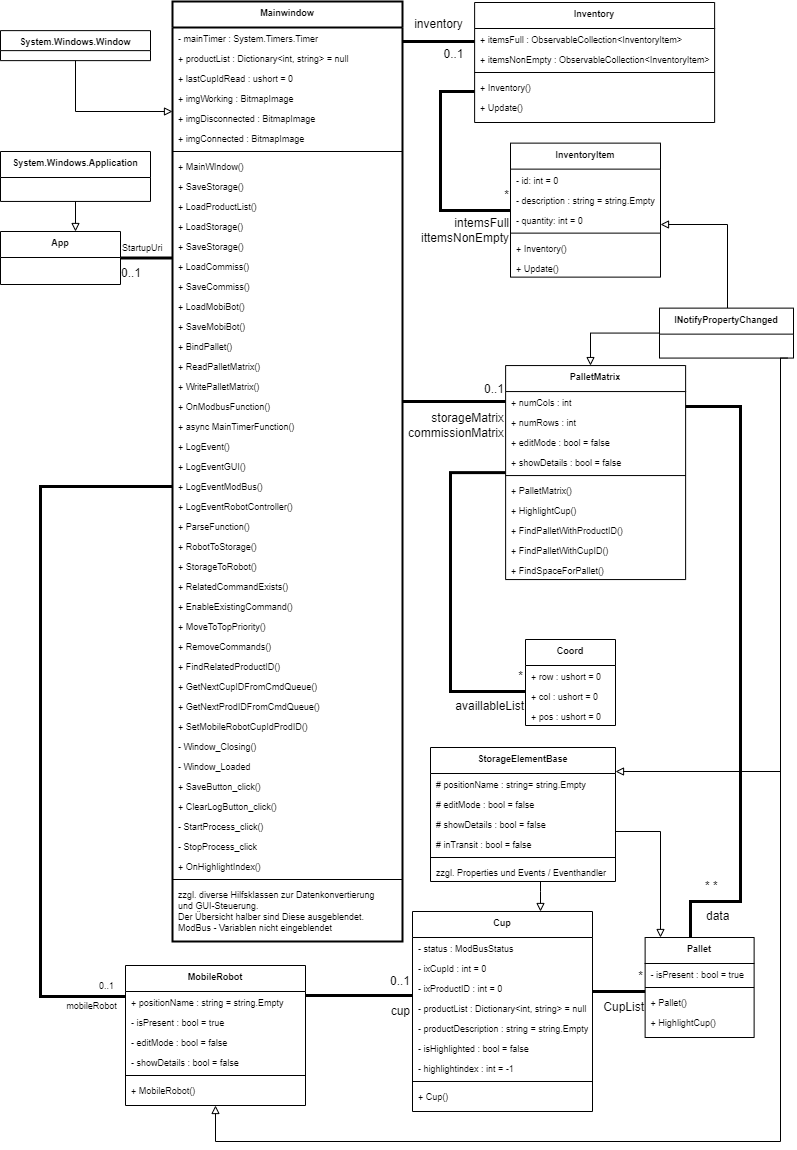 System.Windows.Window
System.Windows.Application
App
StartupUri
0..1
Mainwindow
- mainTimer : System.Timers.Timer
+ productList : Dictionary<int, string> = null
+ lastCupIdRead : ushort = 0
+ imgWorking : BitmapImage
+ imgDisconnected : BitmapImage
+ imgConnected : BitmapImage
+ MainWIndow()
+ SaveStorage()
+ LoadProductList()
+ LoadStorage()
+ SaveStorage()
+ LoadCommiss()
+ SaveCommiss()
+ LoadMobiBot()
+ SaveMobiBot()
+ BindPallet()
+ ReadPalletMatrix()
+ WritePalletMatrix()
+ OnModbusFunction()
+ async MainTimerFunction()
+ LogEvent()
+ LogEventGUI()
+ LogEventModBus()
+ LogEventRobotController()
+ ParseFunction()
+ RobotToStorage()
+ StorageToRobot()
+ RelatedCommandExists()
+ EnableExistingCommand()
+ MoveToTopPriority()
+ RemoveCommands()
+ FindRelatedProductID()
+ GetNextCupIDFromCmdQueue()
+ GetNextProdIDFromCmdQueue()
+ SetMobileRobotCupIdProdID()
- Window_Closing()
- Window_Loaded
+ SaveButton_click()
+ ClearLogButton_click()
- StartProcess_click()
- StopProcess_click
+ OnHighlightIndex()
zzgl. diverse Hilfsklassen zur Datenkonvertierung
und GUI-Steuerung.
Der Übersicht halber sind Diese ausgeblendet.
ModBus - Variablen nicht eingeblendet
inventory
0..1
Inventory
+ itemsFull : ObservableCollection<InventoryItem>
+ itemsNonEmpty : ObservableCollection<InventoryItem>
+ Inventory()
+ Update()
*
intemsFull
ittemsNonEmpty
InventoryItem
- id: int = 0
- description : string = string.Empty
- quantity: int = 0
+ Inventory()
+ Update()
INotifyPropertyChanged
0..1
storageMatrix
commissionMatrix
PalletMatrix
+ numCols : int
+ numRows : int
+ editMode : bool = false
+ showDetails : bool = false
+ PalletMatrix()
+ HighlightCup()
+ FindPalletWithProductID()
+ FindPalletWithCupID()
+ FindSpaceForPallet()
*
availlableList
Coord
+ row : ushort = 0
+ col : ushort = 0
+ pos : ushort = 0
StorageElementBase
# positionName : string= string.Empty
# editMode : bool = false
# showDetails : bool = false
# inTransit : bool = false
zzgl. Properties und Events / Eventhandler
* *
data
Pallet
- isPresent : bool = true
+ Pallet()
+ HighlightCup()
*
CupList
Cup
- status : ModBusStatus
- ixCupId : int = 0
- ixProductID : int = 0
- productList : Dictionary<int, string> = null
- productDescription : string = string.Empty
- isHighlighted : bool = false
- highlightindex : int = -1
+ Cup()
0..1
cup
0..1
mobileRobot
MobileRobot
+ positionName : string = string.Empty
- isPresent : bool = true
- editMode : bool = false
- showDetails : bool = false
+ MobileRobot()